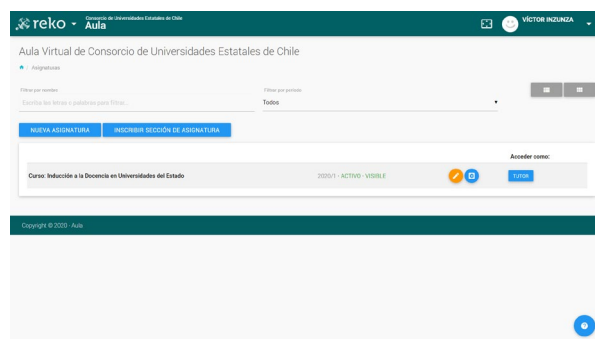 reko
Consorcio de Universidades Estatales de Chile
Aula
VÍCTOR INZUNZA
Aula Virtual de Consorcio de Universidades Estatales de Chile
Asignaturas
Filtrar por nombre
Filtrar por periodo
Escriba las letras o palabras para filtrar...
Todos
NUEVA ASIGNATURA
INSCRIBIR SECCIÓN DE ASIGNATURA
Acceder como:
Curso: Inducción a la Docencia en Universidades del Estado
2020/1 - ACTIVO - VISIBLE
TUTOR
Copyright © 2020 - Aula